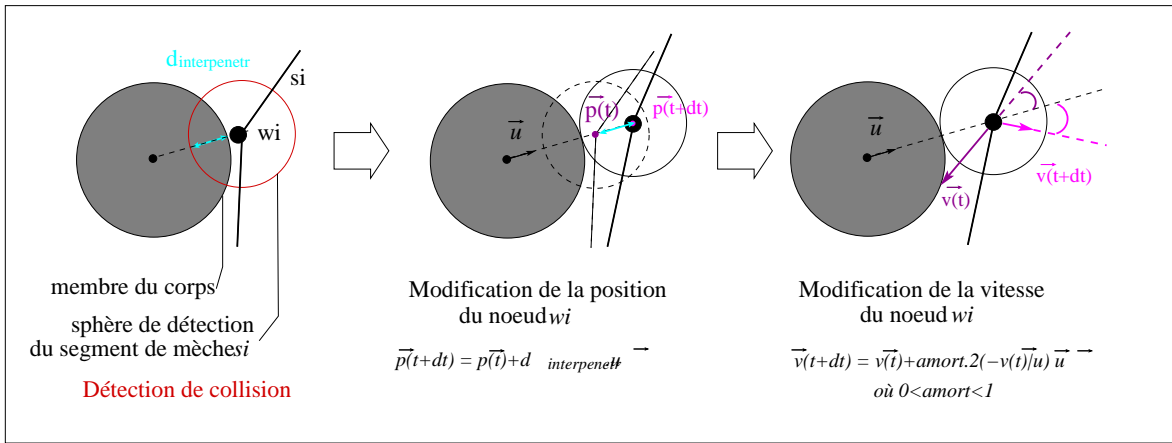 d interpenetr
si
wi
membre du corps
sphère de détection
du segment de mèche si
Détection de collision
u
p(t)
p(t+dt)
Modification de la position
du noeud wi
p(t+dt) = p(t)+d interpenetr u
u
v(t)
v(t+dt)
Modification de la vitesse
du noeud wi
v(t+dt) = v(t)+amort.2(−v(t)/u) u
où 0<amort<1